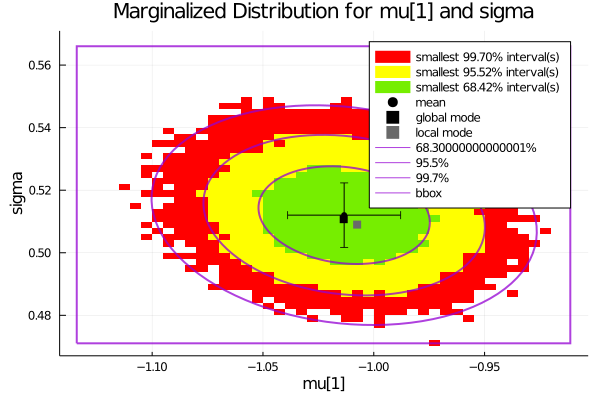 Marginalized Distribution for mu[1] and sigma
smallest 99.70% interval(s)
smallest 95.52% interval(s)
smallest 68.42% interval(s)
mean
global mode
local mode
68.30000000000001%
95.5%
99.7%
bbox
0.56
0.54
0.52
0.50
0.48
sigma
−1.10
−1.05
−1.00
−0.95
mu[1]